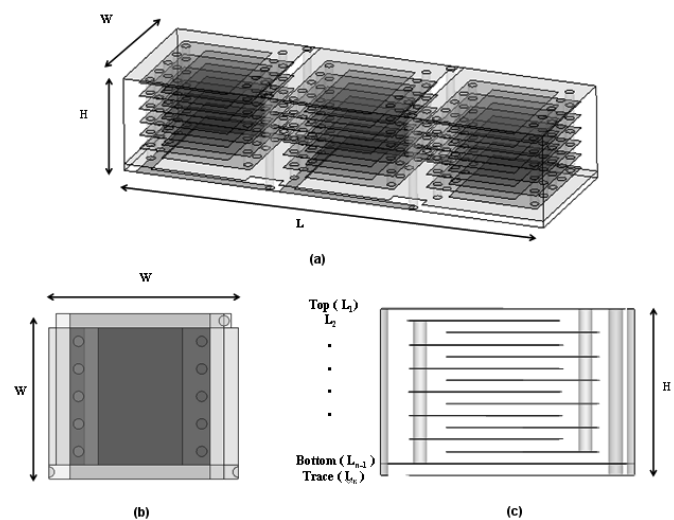 W
H
L
(a)
W
W
Top ( L1)
L2
Bottom ( Ln-1 )
Trace ( Ln )
H
(b)
(c)